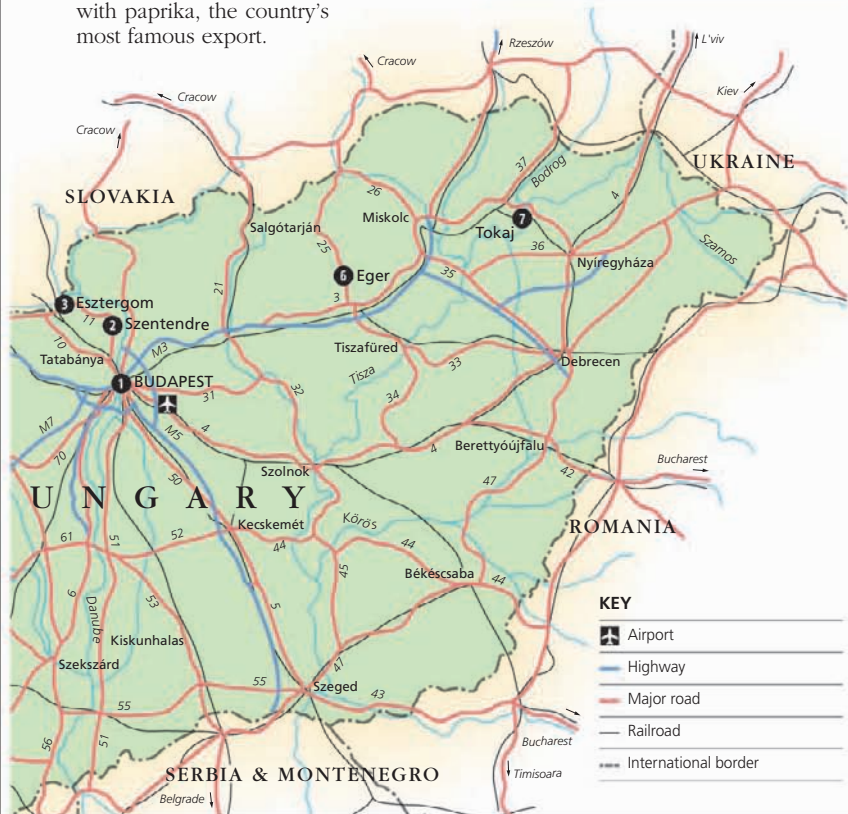 with paprika, the country's
most famous export.
Rzeszów
L'viv
Cracow
Kiev
Cracow
Cracow
UKRAINE
SLOVAKIA
37
Bodrog
4
26
Salgótarján
Miskolc
25
7
Tokaj
36
Szamos
Nyíregyháza
6 Eger
35
21
3
3 Esztergom
11
2 Szentendre
10
M3
Tiszafüred
Tatabánya
33
Debrecen
Tisza
1 BUDAPEST
31
32
34
M7
4
M5
4
Berettyóújfalu
70
Szolnok
42
Bucharest
50
47
UNGARY
Kecskemét
Körös
ROMANIA
61
51
52
44
44
45
Békéscsaba
44
6
Danube
53
5
Kiskunhalas
Szekszárd
47
55
Szeged
43
55
56
51
Bucharest
SERBIA & MONTENEGRO
Timisoara
Belgrade
KEY
Airport
Highway
Major road
Railroad
International border